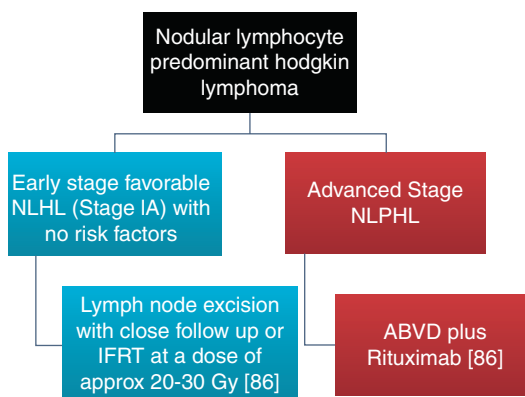 Nodular lymphocyte
predominant hodgkin
lymphoma
Early stage favorable
NLHL (Stage IA) with
no risk factors
Advanced Stage
NLPHL
Lymph node excision
with close follow up or
IFRT at a dose of
approx 20-30 Gy [86]
ABVD plus
Rituximab [86]